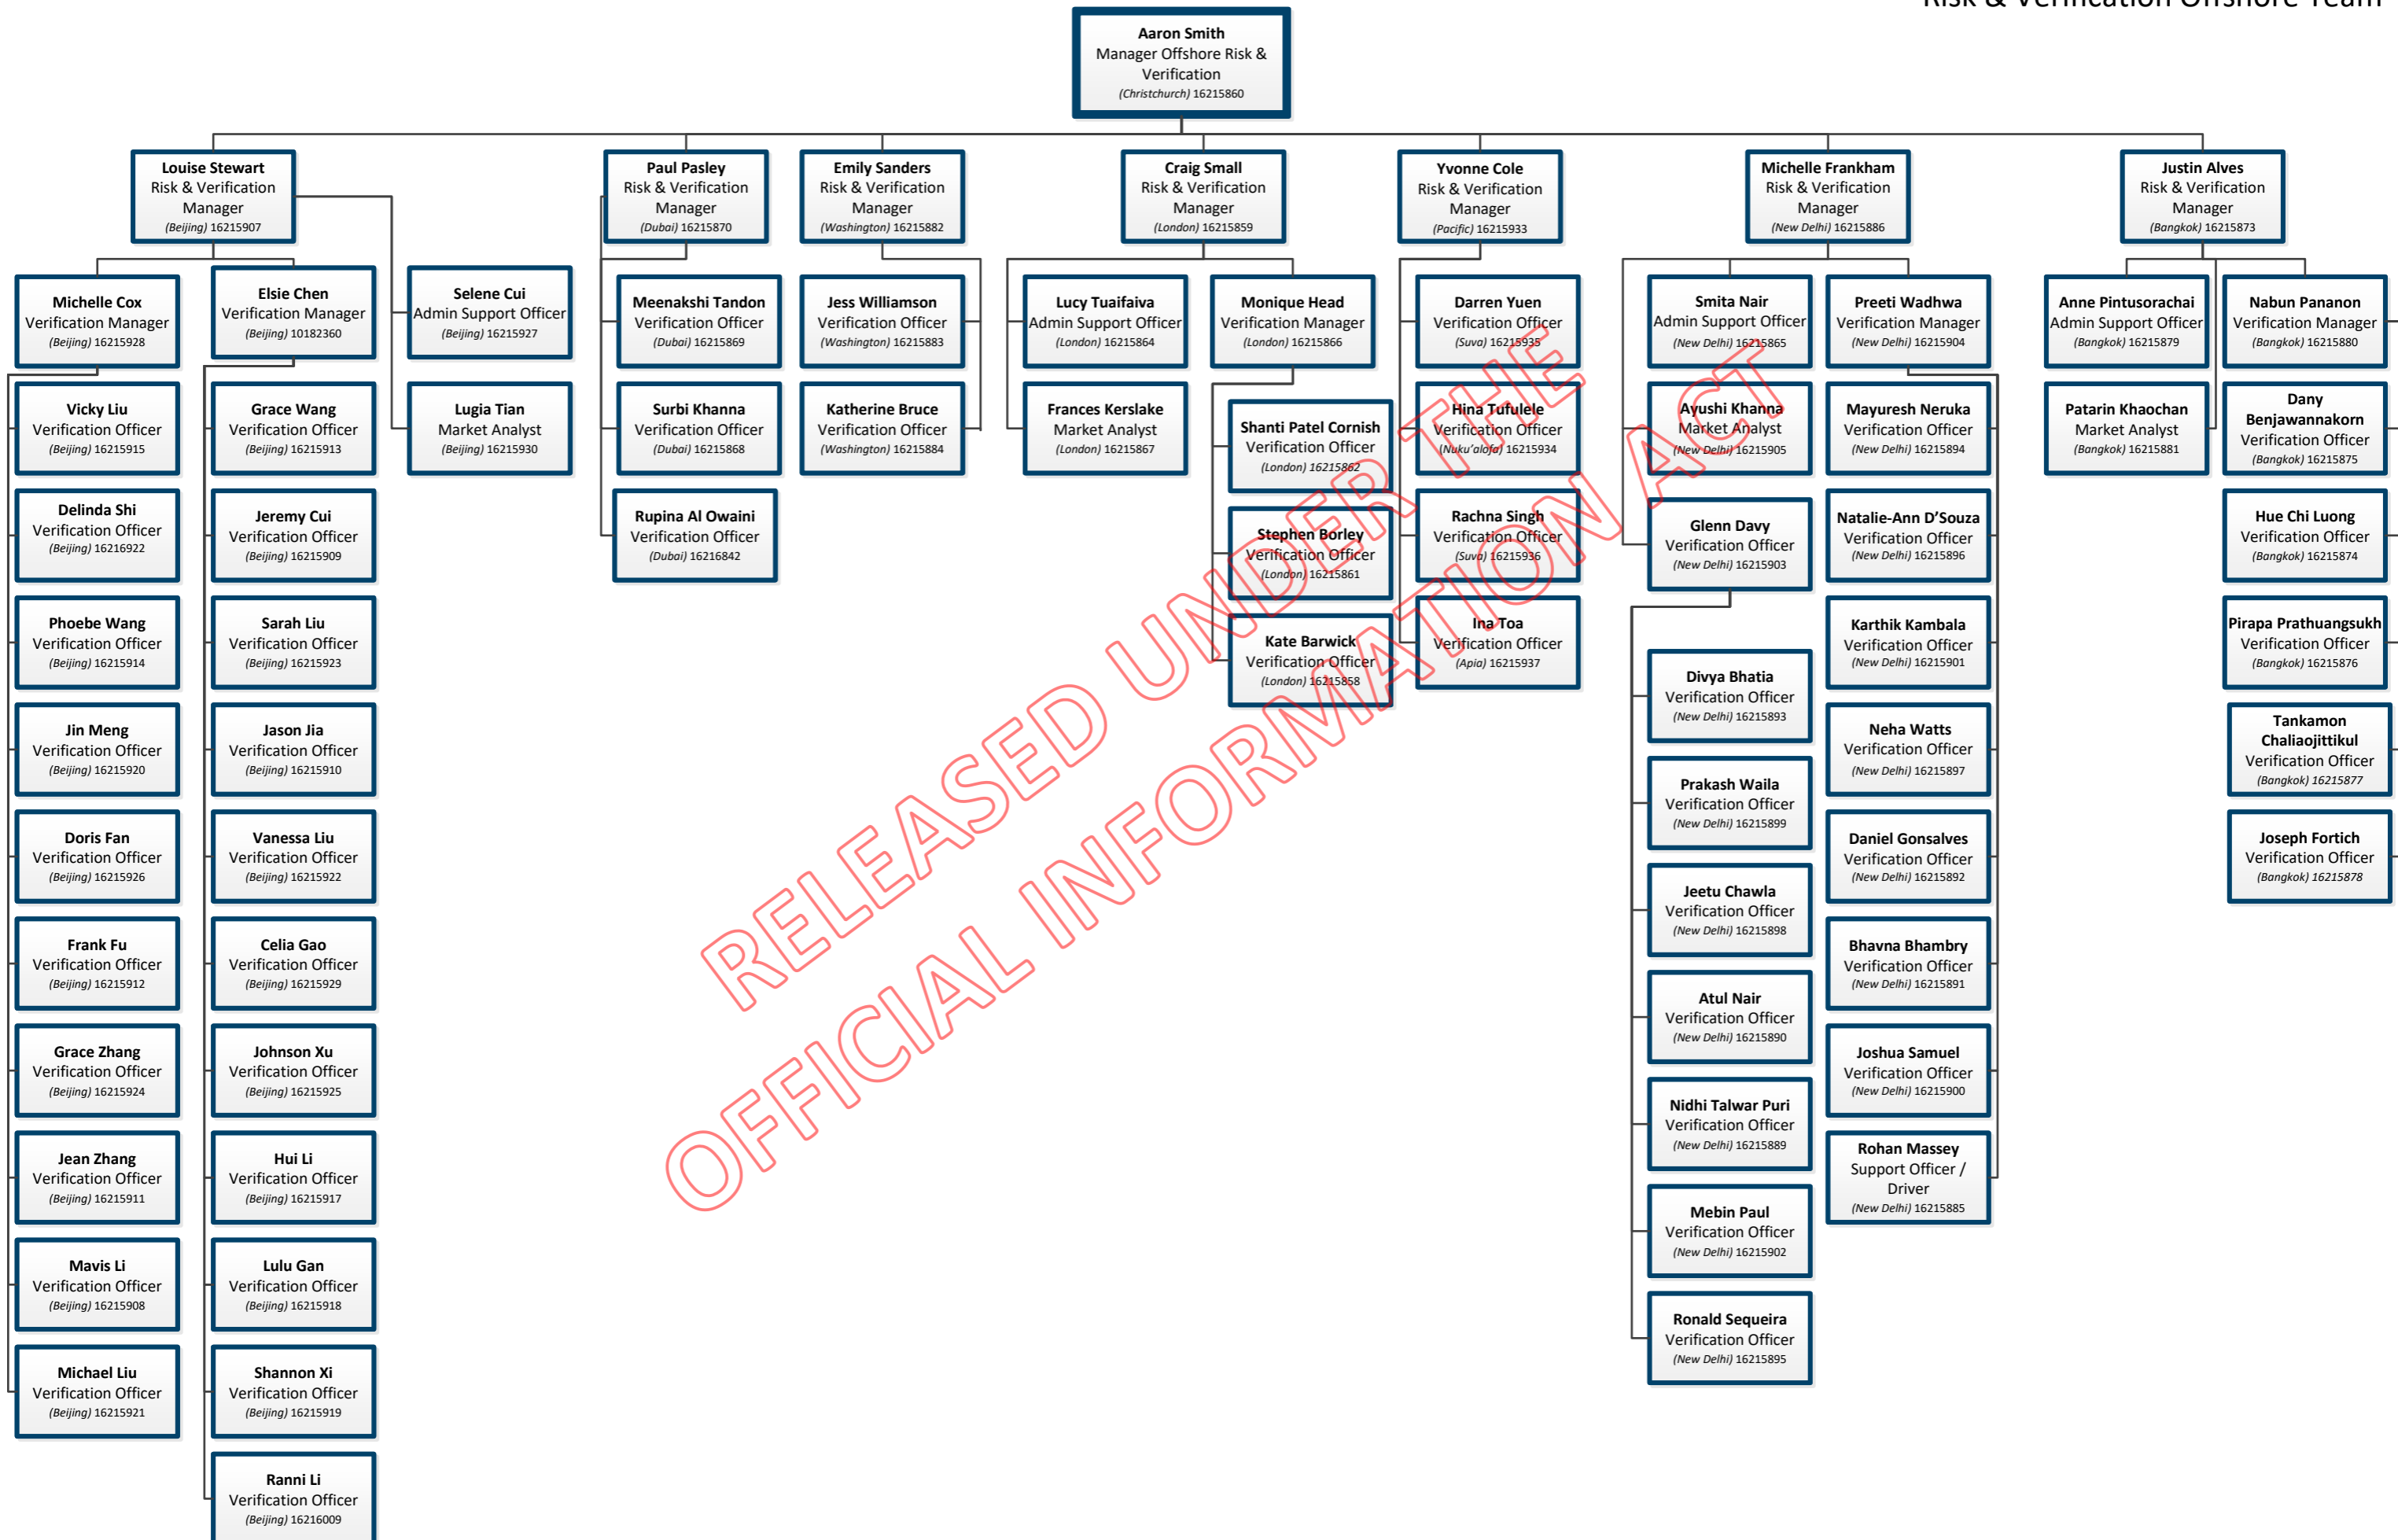 Risk & Verification Offshore Team
Aaron Smith
Manager Offshore Risk &
Verification
(Christchurch) 16215860
Louise Stewart
Risk & Verification
Manager
(Beijing) 16215907
Paul Pasley
Risk & Verification
Manager
(Dubai) 16215870
Emily Sanders
Risk & Verification
Manager
(Washington) 16215882
Craig Small
Risk & Verification
Manager
(London) 16215859
Yvonne Cole
Risk & Verification
Manager
(Pacific) 16215933
Michelle Frankham
Risk & Verification
Manager
(New Delhi) 16215886
Justin Alves
Risk & Verification
Manager
(Bangkok) 16215873
Michelle Cox
Verification Manager
(Beijing) 16215928
Vicky Liu
Verification Officer
(Beijing) 16215915
Delinda Shi
Verification Officer
(Beijing) 16216922
Phoebe Wang
Verification Officer
(Beijing) 16215914
Jin Meng
Verification Officer
(Beijing) 16215920
Doris Fan
Verification Officer
(Beijing) 16215926
Frank Fu
Verification Officer
(Beijing) 16215912
Grace Zhang
Verification Officer
(Beijing) 16215924
Jean Zhang
Verification Officer
(Beijing) 16215911
Mavis Li
Verification Officer
(Beijing) 16215908
Michael Liu
Verification Officer
(Beijing) 16215921
Elsie Chen
Verification Manager
(Beijing) 10182360
Grace Wang
Verification Officer
(Beijing) 16215913
Jeremy Cui
Verification Officer
(Beijing) 16215909
Sarah Liu
Verification Officer
(Beijing) 16215923
Jason Jia
Verification Officer
(Beijing) 16215910
Vanessa Liu
Verification Officer
(Beijing) 16215922
Celia Gao
Verification Officer
(Beijing) 16215929
Johnson Xu
Verification Officer
(Beijing) 16215925
Hui Li
Verification Officer
(Beijing) 16215917
Lulu Gan
Verification Officer
(Beijing) 16215918
Shannon Xi
Verification Officer
(Beijing) 16215919
Ranni Li
Verification Officer
(Beijing) 16216009
Selene Cui
Admin Support Officer
(Beijing) 16215927
Lugia Tian
Market Analyst
(Beijing) 16215930
Meenakshi Tandon
Verification Officer
(Dubai) 16215869
Surbi Khanna
Verification Officer
(Dubai) 16215868
Rupina Al Owaini
Verification Officer
(Dubai) 16216842
Jess Williamson
Verification Officer
(Washington) 16215883
Katherine Bruce
Verification Officer
(Washington) 16215884
Lucy Tuaifaiva
Admin Support Officer
(London) 16215864
Frances Kerslake
Market Analyst
(London) 16215867
Monique Head
Verification Manager
(London) 16215866
Shanti Patel Cornish
Verification Officer
(London) 16215862
Stephen Borley
Verification Officer
(London) 16215861
Kate Barwick
Verification Officer
(London) 16215858
Darren Yuen
Verification Officer
(Suva) 16215935
Hina Tufulele
Verification Officer
(Nuku'alofa) 16215934
Rachna Singh
Verification Officer
(Suva) 16215936
Ina Toa
Verification Officer
(Apia) 16215937
Smita Nair
Admin Support Officer
(New Delhi) 16215865
Ayushi Khanna
Market Analyst
(New Delhi) 16215905
Glenn Davy
Verification Officer
(New Delhi) 16215903
Divya Bhatia
Verification Officer
(New Delhi) 16215893
Prakash Waila
Verification Officer
(New Delhi) 16215899
Jeetu Chawla
Verification Officer
(New Delhi) 16215898
Atul Nair
Verification Officer
(New Delhi) 16215890
Nidhi Talwar Puri
Verification Officer
(New Delhi) 16215889
Mebin Paul
Verification Officer
(New Delhi) 16215902
Ronald Sequeira
Verification Officer
(New Delhi) 16215895
Preeti Wadhwa
Verification Manager
(New Delhi) 16215904
Mayuresh Neruka
Verification Officer
(New Delhi) 16215894
Natalie-Ann D'Souza
Verification Officer
(New Delhi) 16215896
Karthik Kambala
Verification Officer
(New Delhi) 16215901
Neha Watts
Verification Officer
(New Delhi) 16215897
Daniel Gonsalves
Verification Officer
(New Delhi) 16215892
Bhavna Bhambry
Verification Officer
(New Delhi) 16215891
Joshua Samuel
Verification Officer
(New Delhi) 16215900
Rohan Massey
Support Officer /
Driver
(New Delhi) 16215885
Anne Pintusorachai
Admin Support Officer
(Bangkok) 16215879
Patarin Khaochan
Market Analyst
(Bangkok) 16215881
Nabun Pananon
Verification Manager
(Bangkok) 16215880
Dany
Benjawannakorn
Verification Officer
(Bangkok) 16215875
Hue Chi Luong
Verification Officer
(Bangkok) 16215874
Pirapa Prathuangsukh
Verification Officer
(Bangkok) 16215876
Tankamon
Chaliaojittikul
Verification Officer
(Bangkok) 16215877
Joseph Fortich
Verification Officer
(Bangkok) 16215878
RELEASED UNDER THE
OFFICIAL INFORMATION ACT